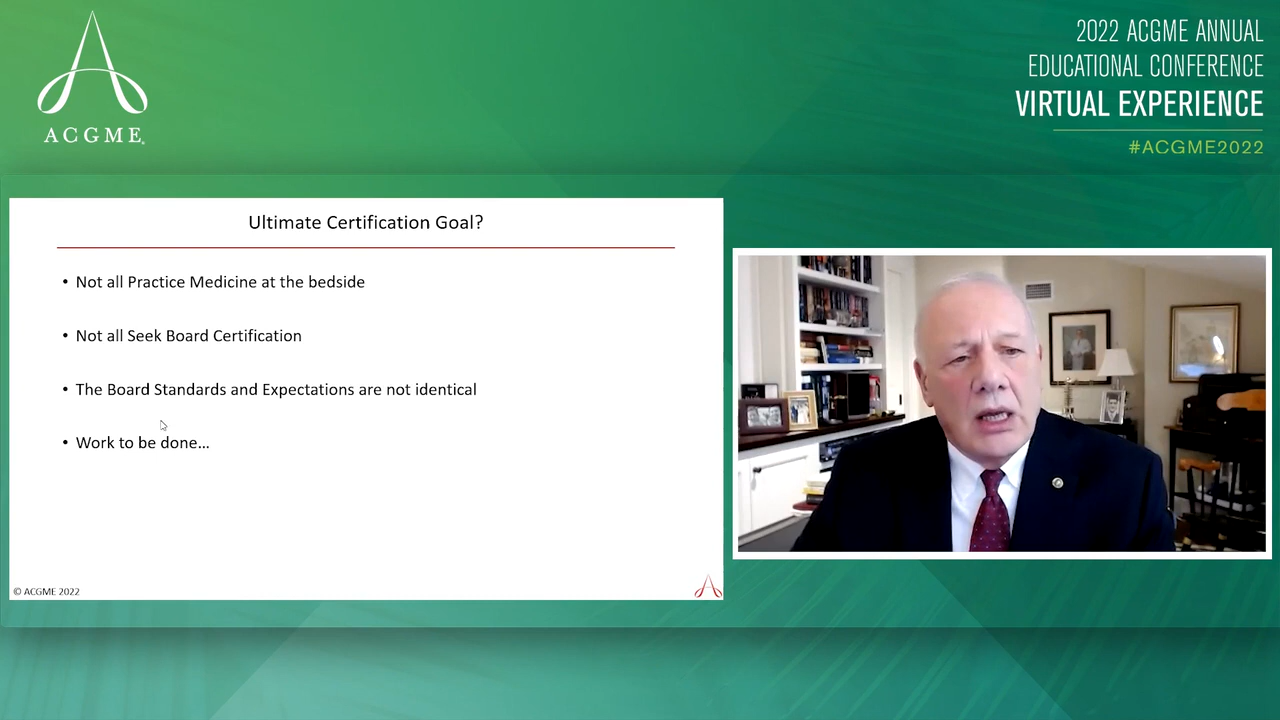 ACGME
2022 ACGME ANNUAL
EDUCATIONAL CONFERENCE
VIRTUAL EXPERIENCE
#ACGME2022
Ultimate Certification Goal?
• Not all Practice Medicine at the bedside
• Not all Seek Board Certification
• The Board Standards and Expectations are not identical
• Work to be done...
© ACGME 2022